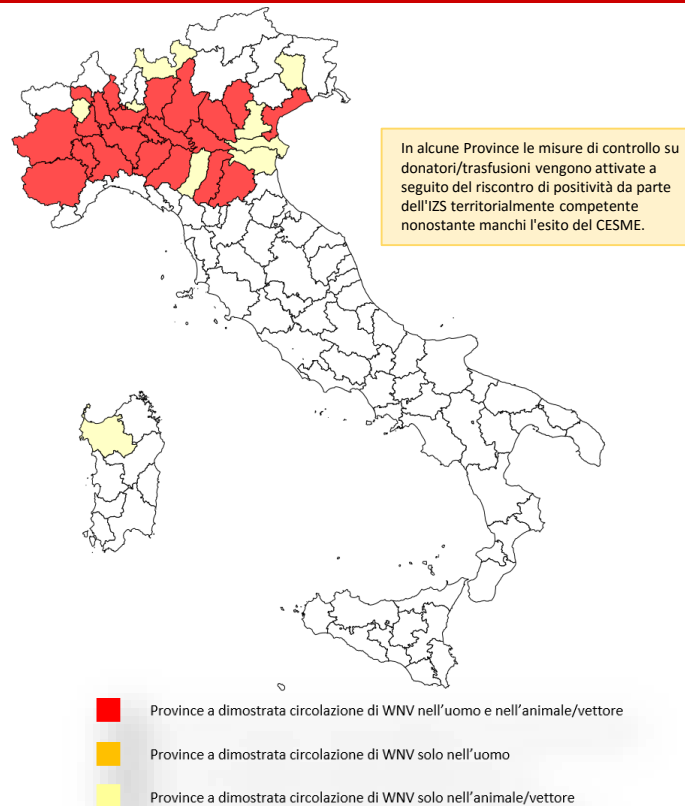 In alcune Province le misure di controllo su
donatori/trasfusioni vengono attivate a
seguito del riscontro di positività da parte
dell'IZS territorialmente competente
nonostante manchi l'esito del CESME.
Province a dimostrata circolazione di WNV nell'uomo e nell'animale/vettore
Province a dimostrata circolazione di WNV solo nell'uomo
Province a dimostrata circolazione di WNV solo nell'animale/vettore